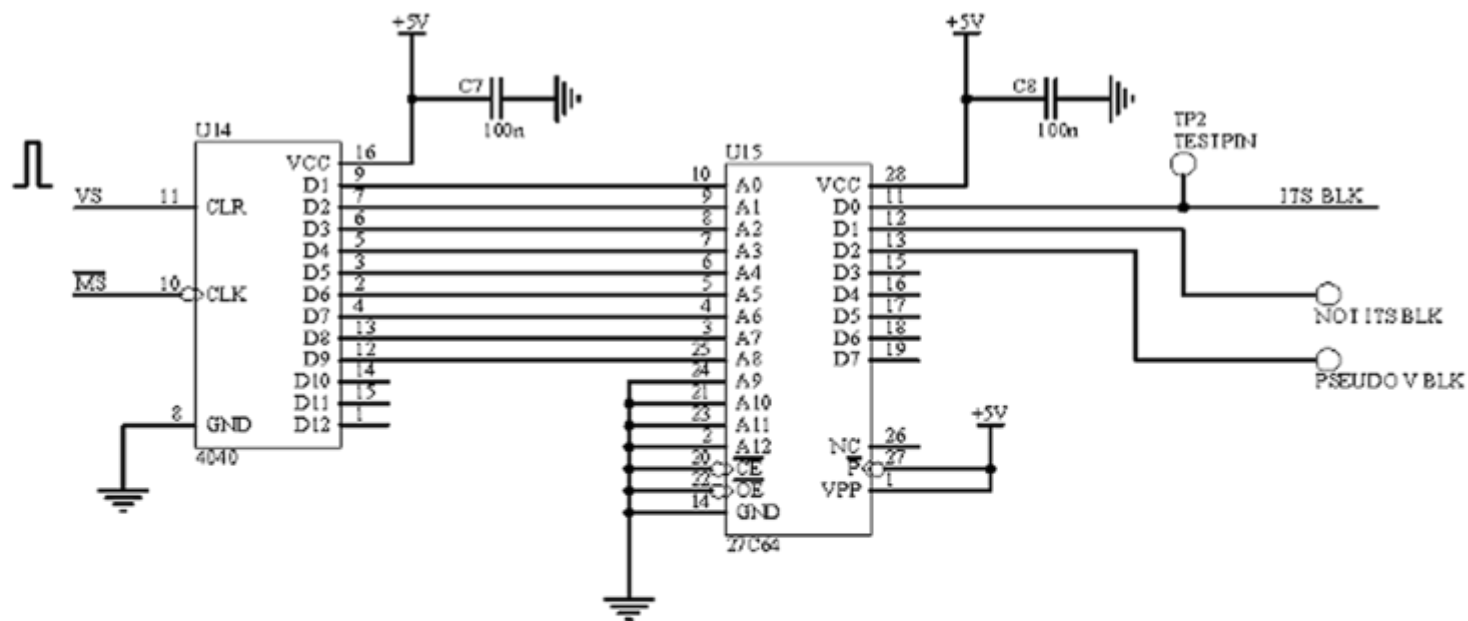 +5V
C7
100n
U14
VCC 16
D1 9
D2 7
D3 6
D4 5
D5 3
D6 2
D7 4
D8 13
D9 12
D10 14
D11 15
D12 1
VS 11 CLR
MS 10 CLK
8 GND
4040
+5V
C8
100n
TP2
TESTPIN
U15
10 A0
9 A1
8 A2
7 A3
6 A4
5 A5
4 A6
3 A7
25 A8
24 A9
21 A10
23 A11
2 A12
20 CE
22 OE
14 GND
27C64
VCC 28
D0 11
D1 12
D2 13
D3 15
D4 16
D5 17
D6 18
D7 19
NC 26
P 27
VPP 1
+5V
ITS BLK
NOT ITS BLK
PSEUDO V BLK